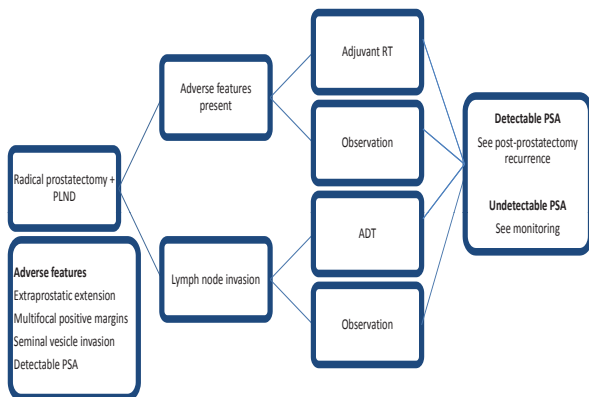 Radical prostatectomy +
PLND
Adverse features
Extraprostatic extension
Multifocal positive margins
Seminal vesicle invasion
Detectable PSA
Adverse features
present
Lymph node invasion
Adjuvant RT
Observation
ADT
Observation
Detectable PSA
See post-prostatectomy
recurrence
Undetectable PSA
See monitoring